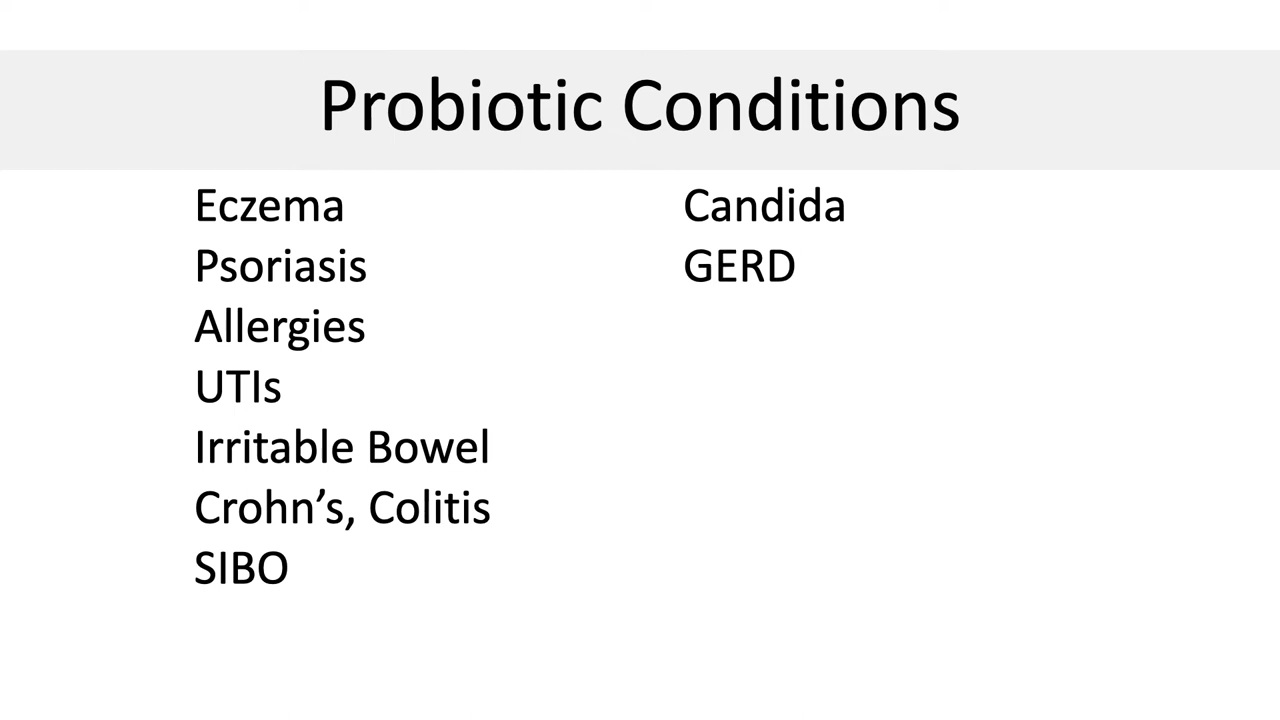 Probiotic Conditions
Eczema
Psoriasis
Allergies
UTIs
Irritable Bowel
Crohn’s, Colitis
SIBO
Candida
GERD